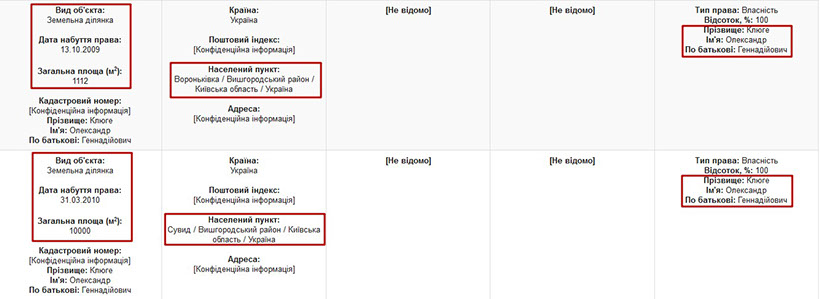 Вид об'єкта:
Земельна ділянка
Дата набуття права:
13.10.2009
Загальна площа (м²):
1112
Кадастровий номер:
[Конфіденційна інформація]
Прізвище: Клюге
Ім'я: Олександр
По батькові: Геннадійович
Країна:
Україна
Поштовий індекс:
[Конфіденційна інформація]
Населений пункт:
Вороньківка / Вишгородський район /
Київська область / Україна
Адреса:
[Конфіденційна інформація]
[Не відомо]
[Не відомо]
Тип права: Власність
Відсоток, %: 100
Прізвище: Клюге
Ім'я: Олександр
По батькові: Геннадійович
Вид об'єкта:
Земельна ділянка
Дата набуття права:
31.03.2010
Загальна площа (м²):
10000
Кадастровий номер:
[Конфіденційна інформація]
Прізвище: Клюге
Ім'я: Олександр
По батькові: Геннадійович
Країна:
Україна
Поштовий індекс:
[Конфіденційна інформація]
Населений пункт:
Сувид / Вишгородський район / Київська
область / Україна
Адреса:
[Конфіденційна інформація]
[Не відомо]
[Не відомо]
Тип права: Власність
Відсоток, %: 100
Прізвище: Клюге
Ім'я: Олександр
По батькові: Геннадійович